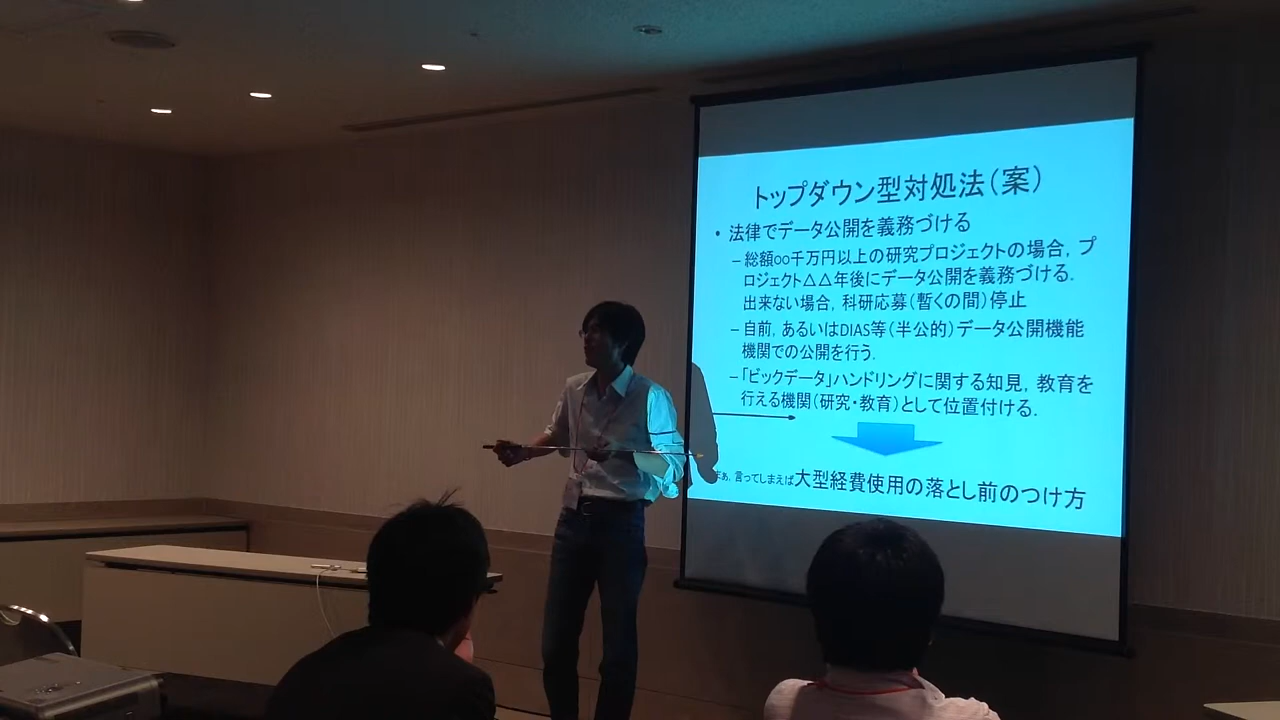 トップダウン型対処法（案）
• 法律でデータ公開を義務づける
– 総額○○千万円以上の研究プロジェクトの場合，プ
ロジェクト△△年後にデータ公開を義務づける．
出来ない場合，科研応募（暫くの間）停止
– 自前，あるいはDIAS等（半公的）データ公開機能
機関での公開を行う．
– 「ビックデータ」ハンドリングに関する知見，教育を
行える機関（研究・教育）として位置付ける．
まぁ，言ってしまえば大型経費使用の落とし前のつけ方